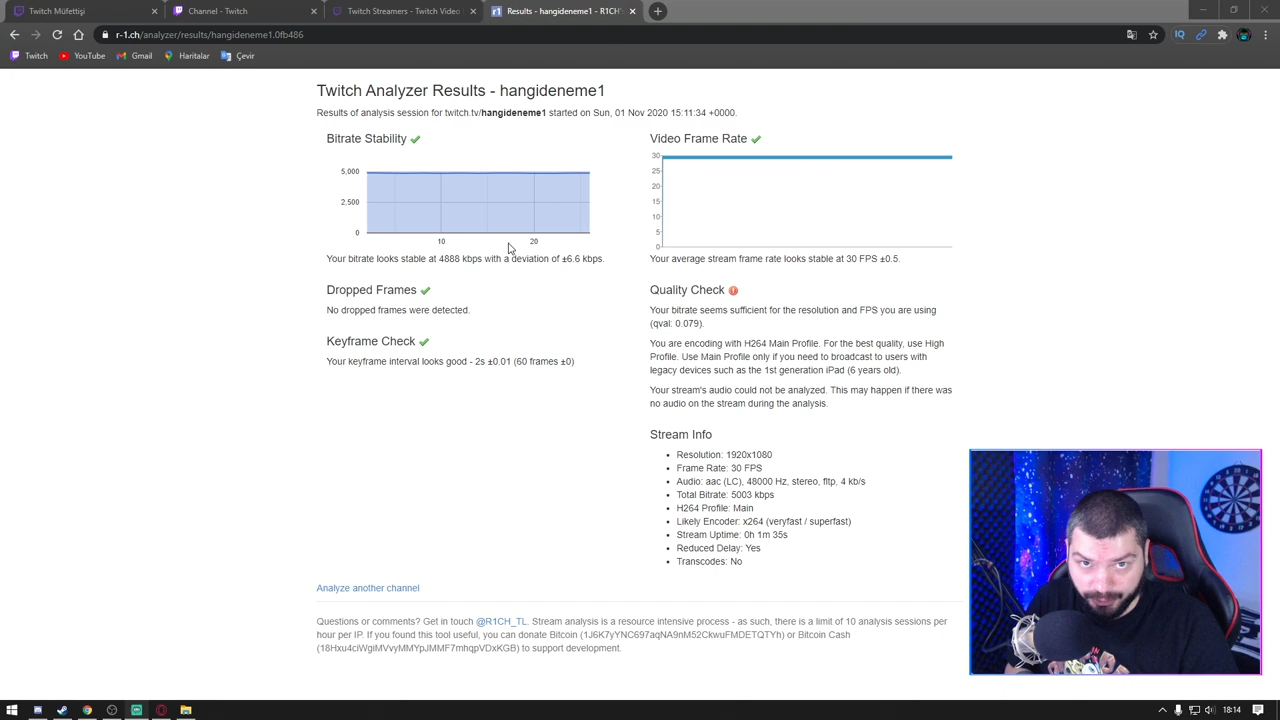 Twitch Müfettişi
Channel - Twitch
Twitch Streamers Tutorial Video
Results - hangideneme1 - R1CH'
r-1.ch/analyzer/results/hangideneme1.0fb486
Twitch
YouTube
Gmail
Haritalar
Çevir
Twitch Analyzer Results - hangideneme1
Results of analysis session for twitch.tv/hangideneme1 started on Sun, 01 Nov 2020 15:11:34 +0000.
Bitrate Stability
5,000
2,500
0
10
20
Your bitrate looks stable at 4888 kbps with a deviation of ±6.6 kbps.
Dropped Frames
No dropped frames were detected.
Keyframe Check
Your keyframe interval looks good - 2s ±0.01 (60 frames ±0)
Video Frame Rate
30
25
20
15
10
5
0
Your average stream frame rate looks stable at 30 FPS ±0.5.
Quality Check
Your bitrate seems sufficient for the resolution and FPS you are using
(qval: 0.079).
You are encoding with H264 Main Profile. For the best quality, use High
Profile. Use Main Profile only if you need to broadcast to users with
legacy devices such as the 1st generation iPad (6 years old).
Your stream's audio could not be analyzed. This may happen if there was
no audio on the stream during the analysis.
Stream Info
Resolution: 1920x1080
Frame Rate: 30 FPS
Audio: aac (LC), 48000 Hz, stereo, fltp, 4 kb/s
Total Bitrate: 5003 kbps
H264 Profile: Main
Likely Encoder: x264 (veryfast / superfast)
Stream Uptime: 0h 1m 35s
Reduced Delay: Yes
Transcodes: No
Analyze another channel
Questions or comments? Get in touch @R1CH_TL. Stream analysis is a resource intensive process - as such, there is a limit of 10 analysis sessions per
hour per IP. If you found this tool useful, you can donate Bitcoin (1J6K7yYNC697aqNA9nM52CkwuFMDETQTYh) or Bitcoin Cash
(18Hxu4ciWgiMVvyMMYpJMMF7mhqpVDxKGB) to support development.
18:14